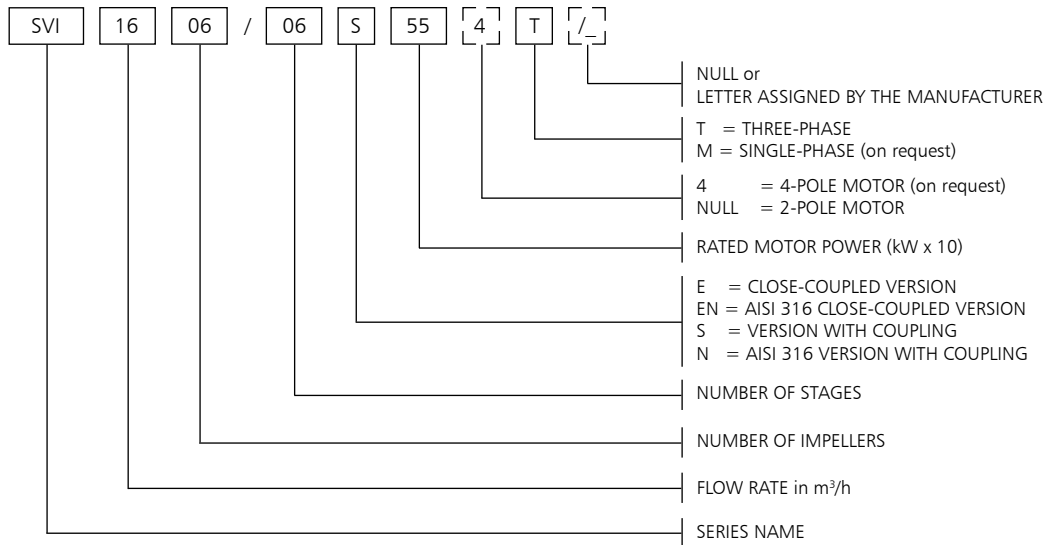 SVI 16 06 / 06 S 55 4 T /_
NULL or
LETTER ASSIGNED BY THE MANUFACTURER
T = THREE-PHASE
M = SINGLE-PHASE (on request)
4 = 4-POLE MOTOR (on request)
NULL = 2-POLE MOTOR
RATED MOTOR POWER (kW x 10)
E = CLOSE-COUPLED VERSION
EN = AISI 316 CLOSE-COUPLED VERSION
S = VERSION WITH COUPLING
N = AISI 316 VERSION WITH COUPLING
NUMBER OF STAGES
NUMBER OF IMPELLERS
FLOW RATE in m³/h
SERIES NAME